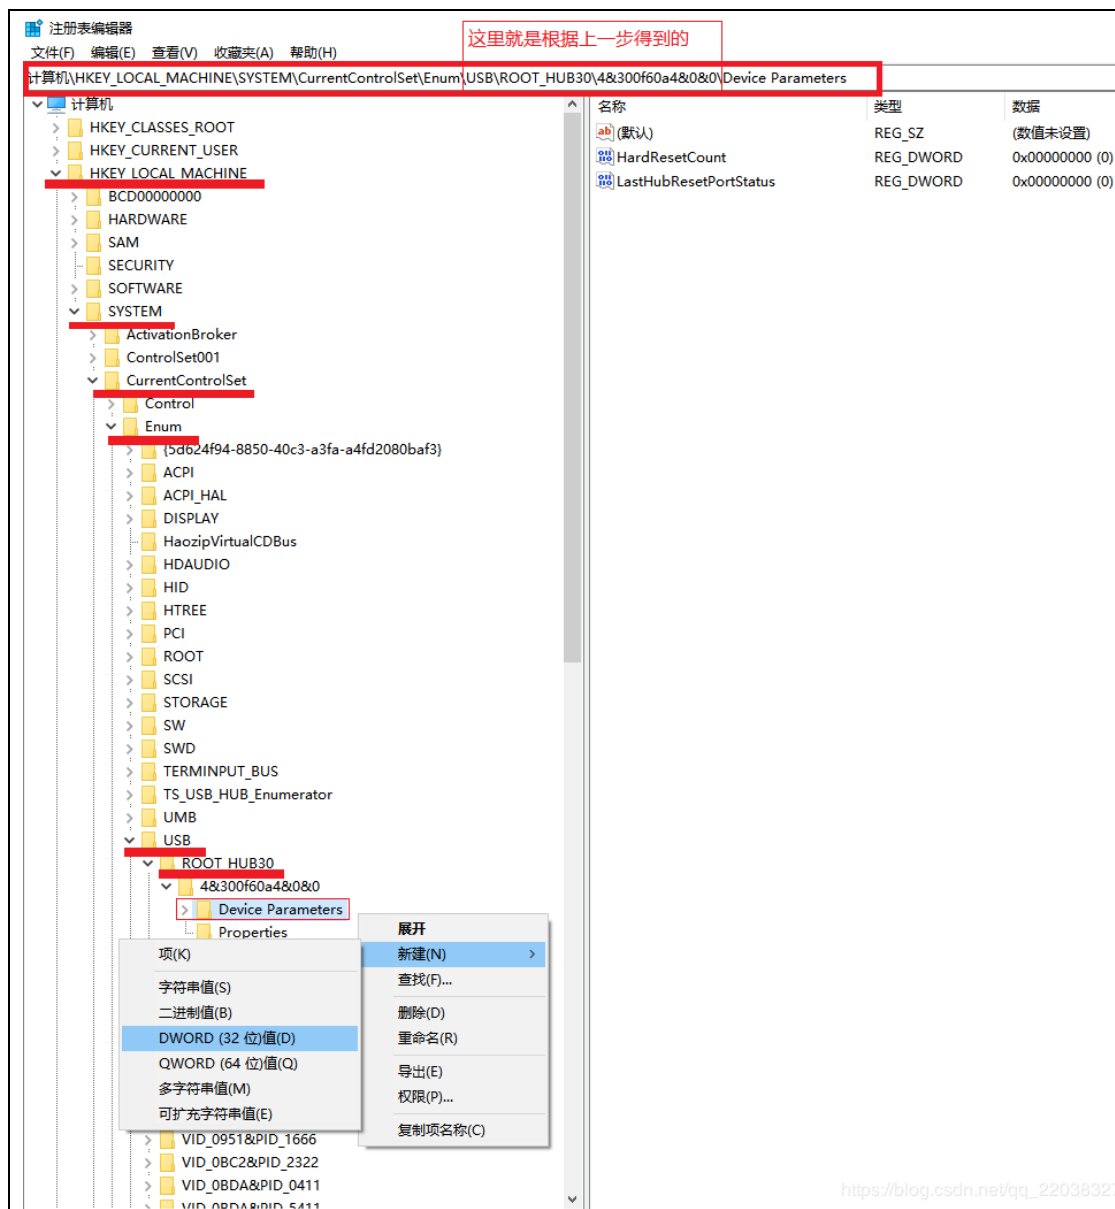 注册表编辑器
文件(F) 编辑(E) 查看(V) 收藏夹(A) 帮助(H)
这里就是根据上一步得到的
计算机\HKEY_LOCAL_MACHINE\SYSTEM\CurrentControlSet\Enum\USB\ROOT_HUB30\4&300f60a4&0&0\Device Parameters
计算机
HKEY_CLASSES_ROOT
HKEY_CURRENT_USER
HKEY_LOCAL_MACHINE
BCD00000000
HARDWARE
SAM
SECURITY
SOFTWARE
SYSTEM
ActivationBroker
ControlSet001
CurrentControlSet
Control
Enum
{5d624f94-8850-40c3-a3fa-a4fd2080baf3}
ACPI
ACPI_HAL
DISPLAY
HaozipVirtualCDBus
HDAUDIO
HID
HTREE
PCI
ROOT
SCSI
STORAGE
SW
SWD
TERMINPUT_BUS
TS_USB_HUB_Enumerator
UMB
USB
ROOT_HUB30
4&300f60a4&0&0
Device Parameters
Properties
VID_0951&PID_1666
VID_0BC2&PID_2322
VID_0BDA&PID_0411
VID_0BDA&PID_5411
名称 类型 数据
(默认) REG_SZ (数值未设置)
HardResetCount REG_DWORD 0x00000000 (0)
LastHubResetPortStatus REG_DWORD 0x00000000 (0)
展开
新建(N)
查找(F)...
删除(D)
重命名(R)
导出(E)
权限(P)...
复制项名称(C)
项(K)
字符串值(S)
二进制值(B)
DWORD (32 位)值(D)
QWORD (64 位)值(Q)
多字符串值(M)
可扩充字符串值(E)
https://blog.csdn.net/qq_2203832